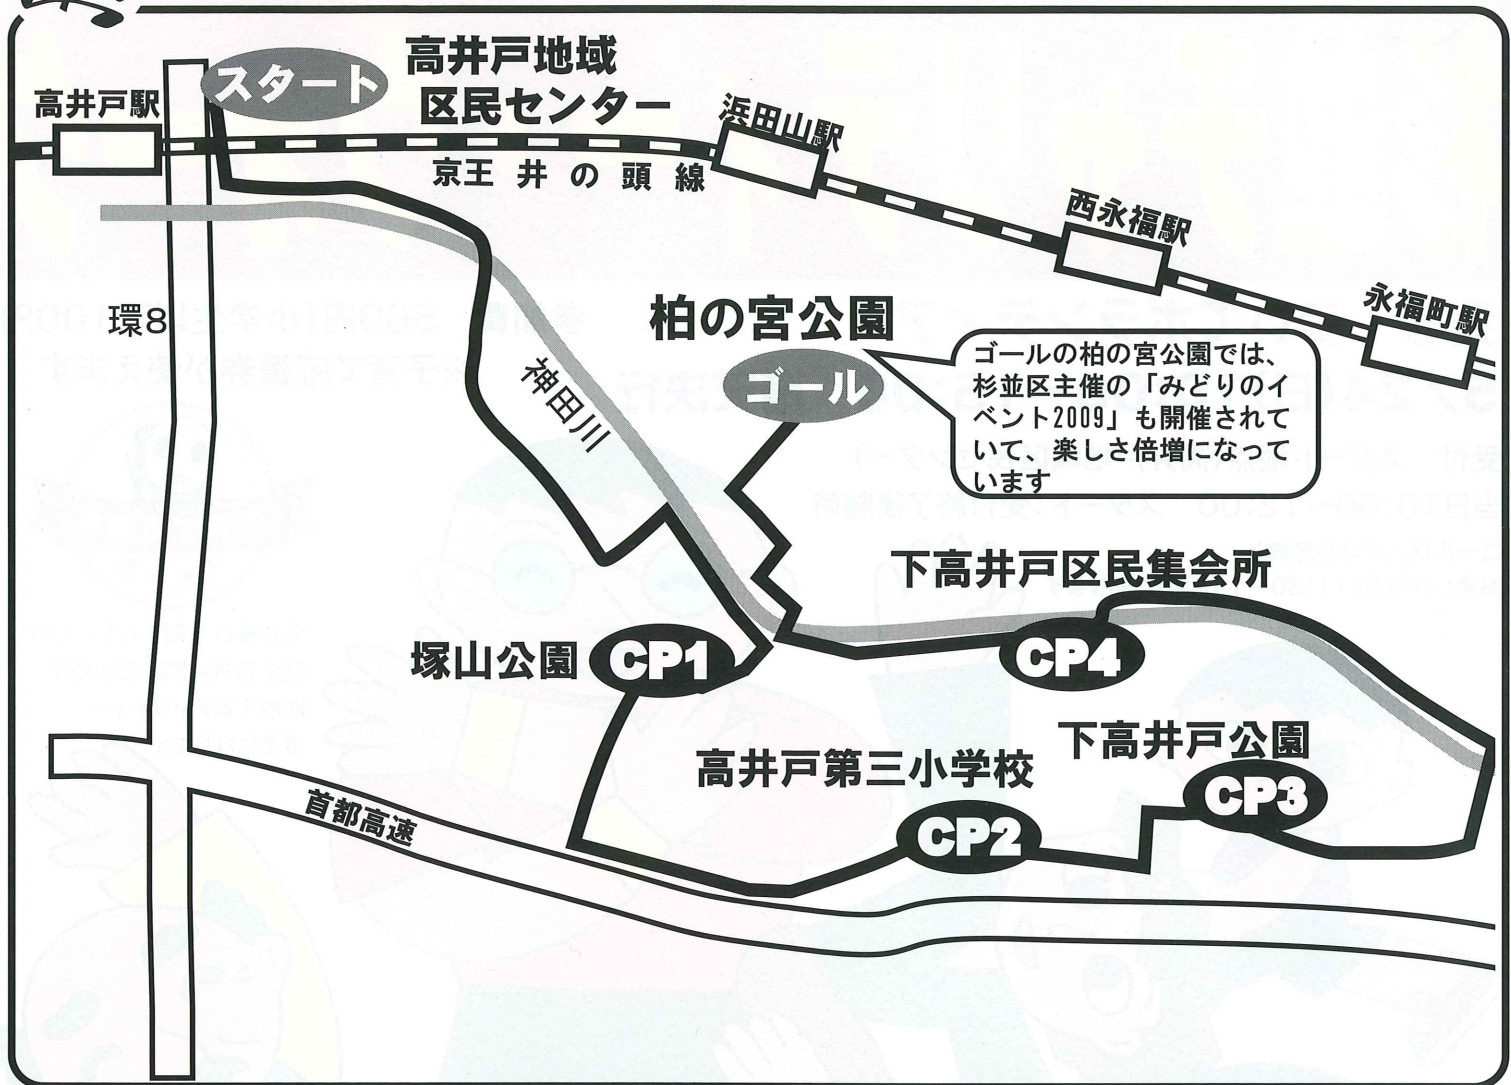 スタート
高井戸地域
区民センター
高井戸駅
浜田山駅
京王井の頭線
西永福駅
永福町駅
環8
神田川
柏の宮公園
ゴール
ゴールの柏の宮公園では、
杉並区主催の「みどりのイ
ベント2009」も開催されて
いて、楽しさ倍増になって
います
下高井戸区民集会所
塚山公園
CP1
CP4
高井戸第三小学校
下高井戸公園
CP2
CP3
首都高速